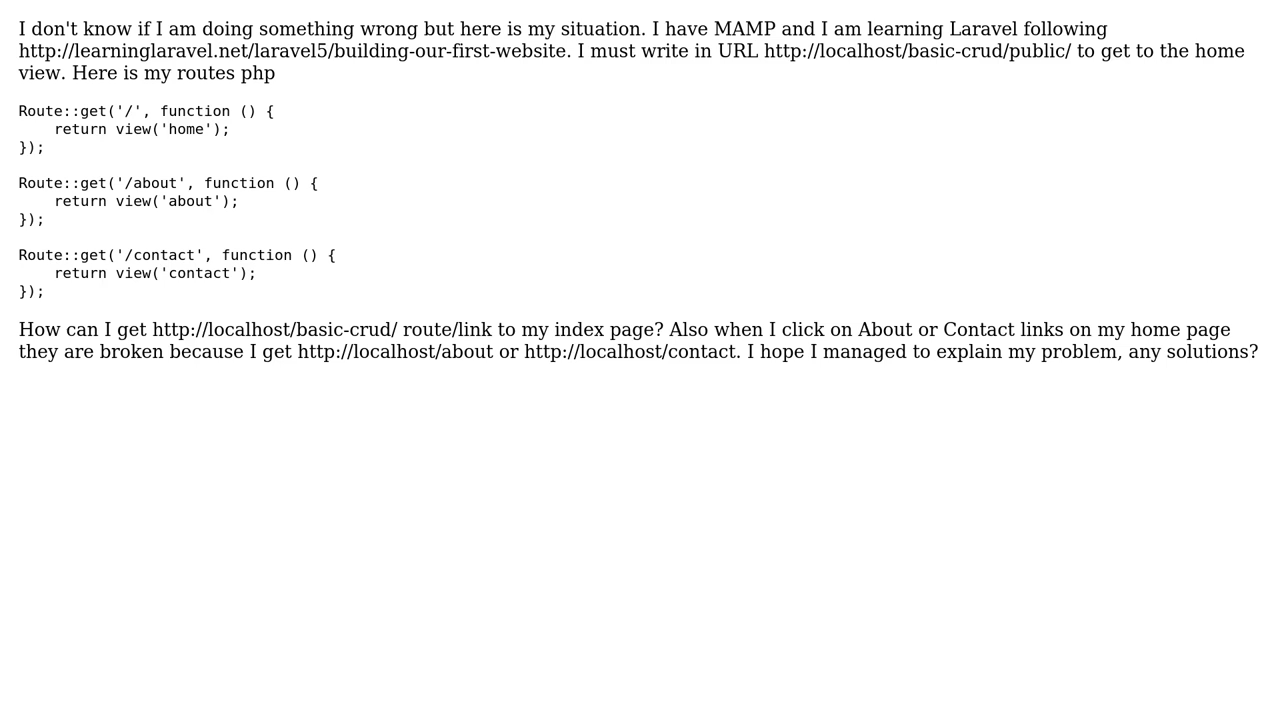 I don't know if I am doing something wrong but here is my situation. I have MAMP and I am learning Laravel following
http://learninglaravel.net/laravel5/building-our-first-website. I must write in URL http://localhost/basic-crud/public/ to get to the home
view. Here is my routes php
Route::get('/', function () {
    return view('home');
});
Route::get('/about', function () {
    return view('about');
});
Route::get('/contact', function () {
    return view('contact');
});
How can I get http://localhost/basic-crud/ route/link to my index page? Also when I click on About or Contact links on my home page
they are broken because I get http://localhost/about or http://localhost/contact. I hope I managed to explain my problem, any solutions?